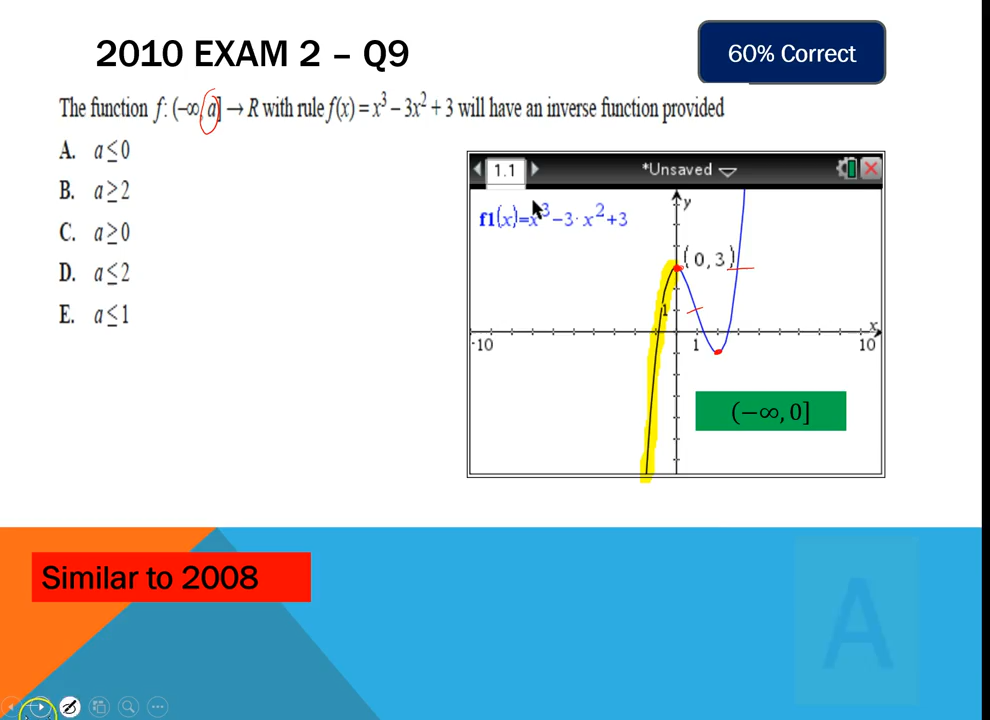 2010 EXAM 2 – Q9
60% Correct
The function f: (−∞, a] → R with rule f(x) = x³ − 3x² + 3 will have an inverse function provided
A. a ≤ 0
B. a ≥ 2
C. a ≥ 0
D. a ≤ 2
E. a ≤ 1
1.1
*Unsaved
f1(x)=x³−3·x²+3
y
(0,3)
1
x
-10
1
10
(−∞, 0]
Similar to 2008
A